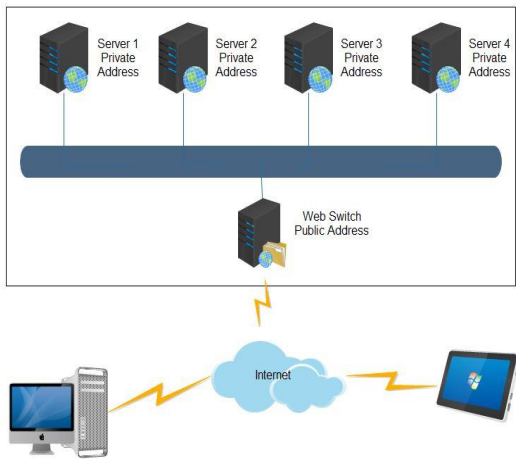 Server 1
Private
Address
Server 2
Private
Address
Server 3
Private
Address
Server 4
Private
Address
Web Switch
Public Address
Internet